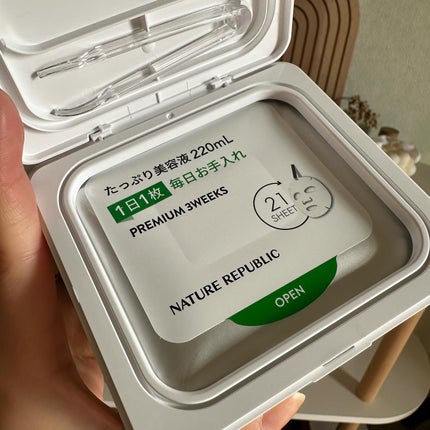 たっぷり美容液 220mL
1日1枚 毎日お手入れ
PREMIUM 3WEEKS
21
SHEET
NATURE REPUBLIC
OPEN